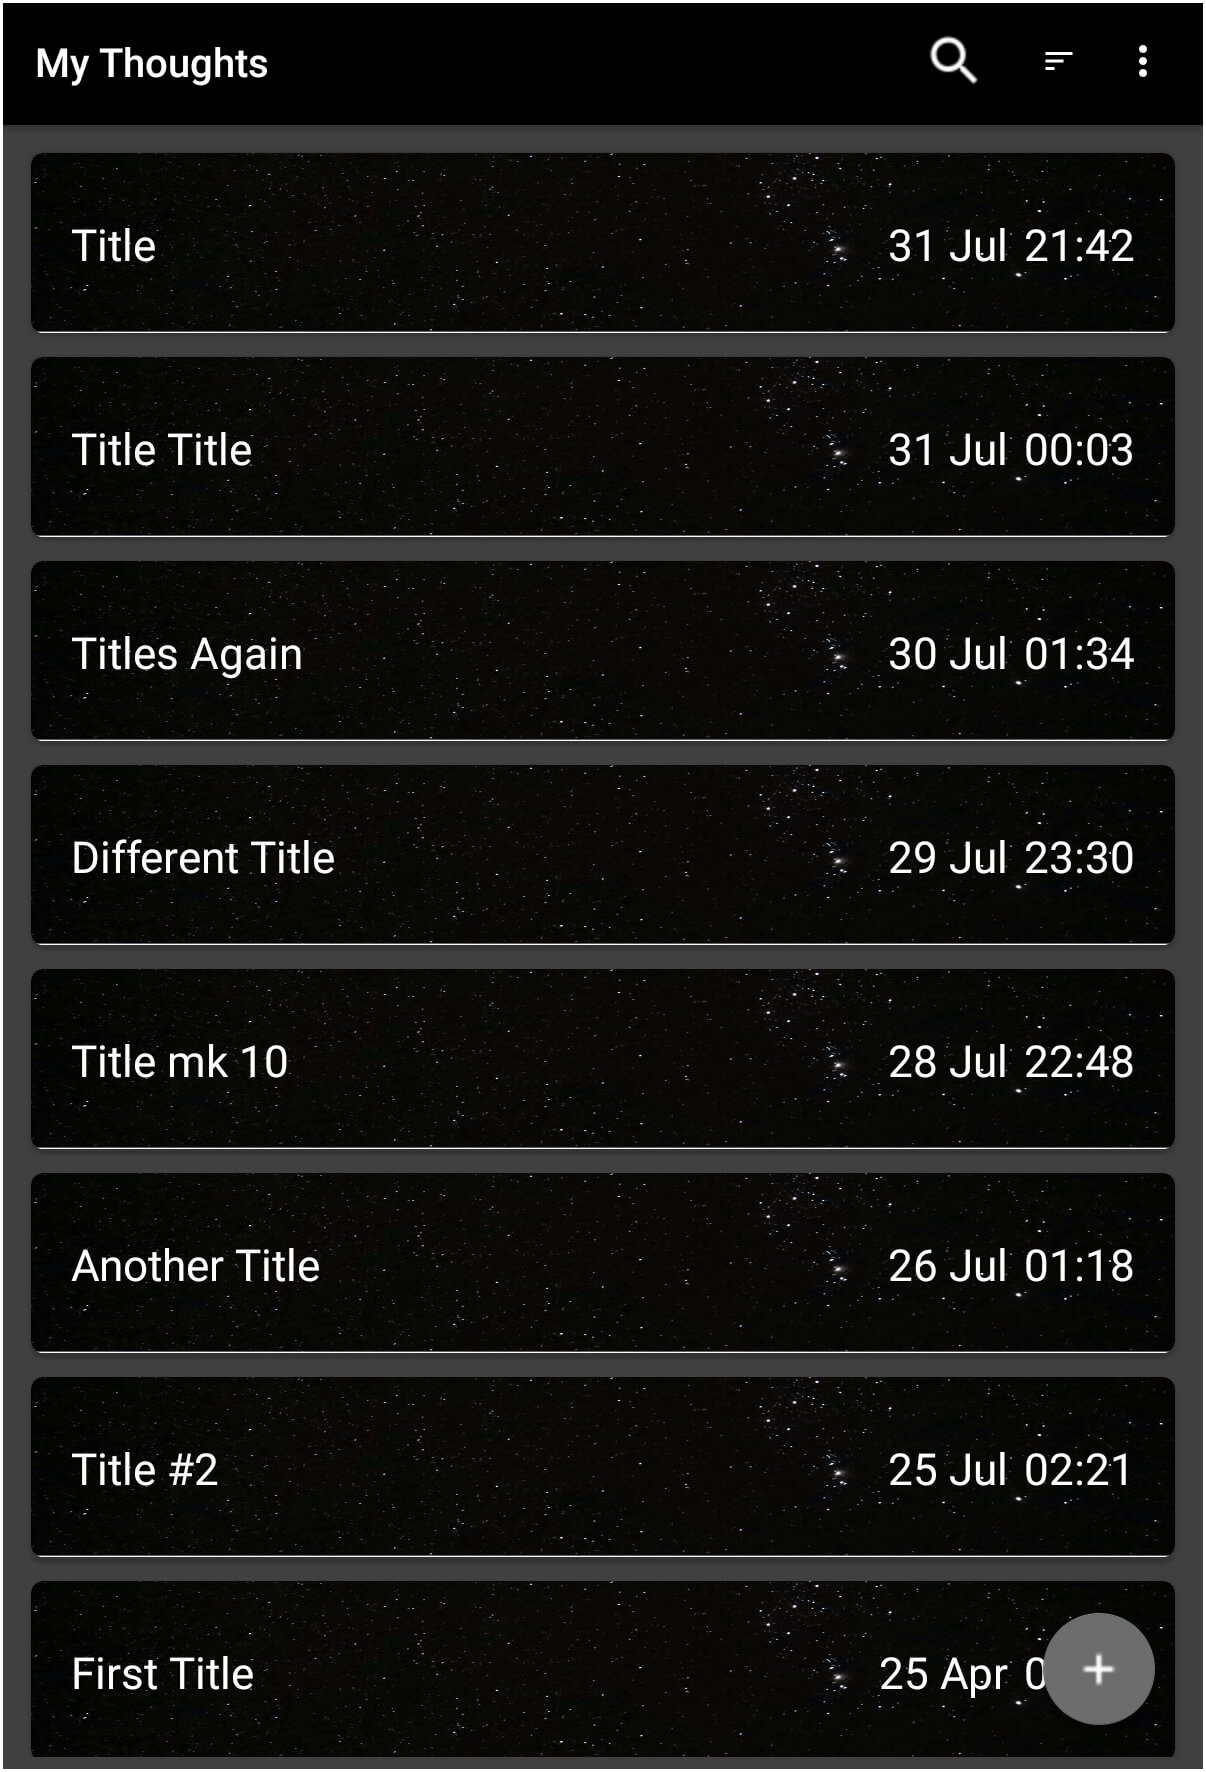 My Thoughts
Title 31 Jul 21:42
Title Title 31 Jul 00:03
Titles Again 30 Jul 01:34
Different Title 29 Jul 23:30
Title mk 10 28 Jul 22:48
Another Title 26 Jul 01:18
Title #2 25 Jul 02:21
First Title 25 Apr